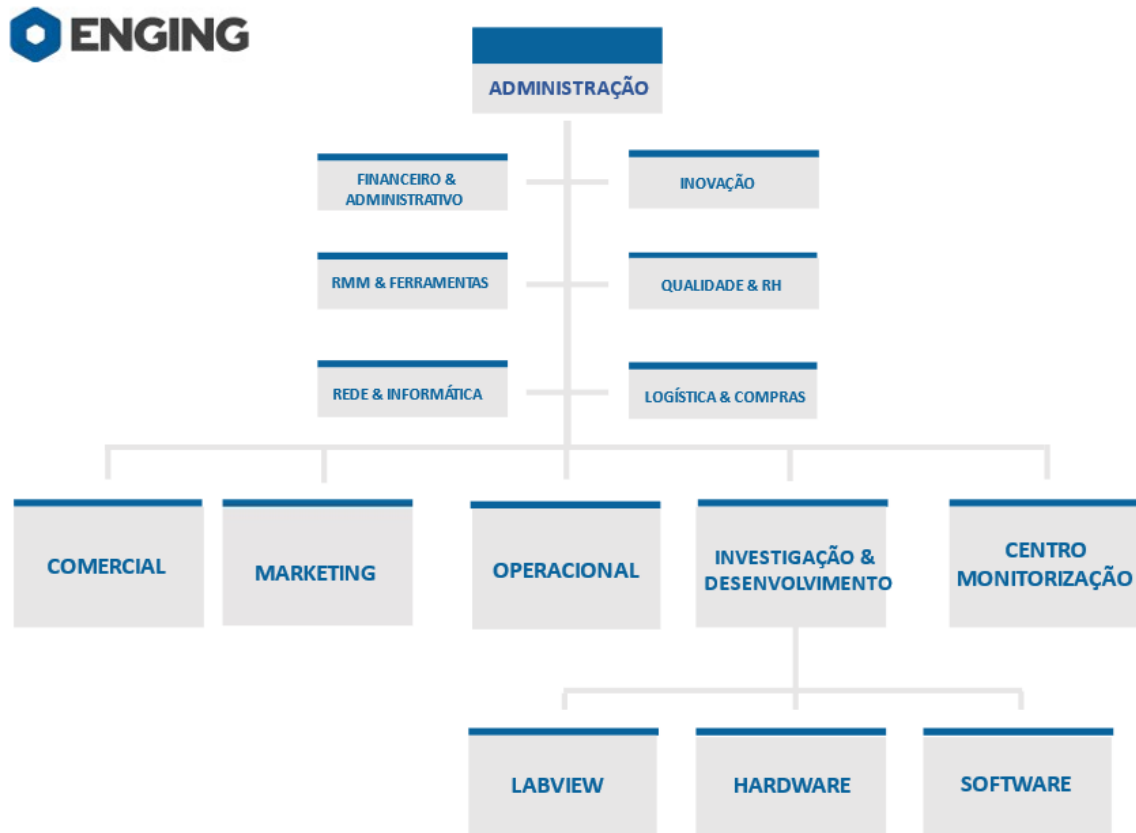 ENGING
ADMINISTRAÇÃO
FINANCEIRO &
ADMINISTRATIVO
INOVAÇÃO
RMM & FERRAMENTAS
QUALIDADE & RH
REDE & INFORMÁTICA
LOGÍSTICA & COMPRAS
COMERCIAL
MARKETING
OPERACIONAL
INVESTIGAÇÃO &
DESENVOLVIMENTO
CENTRO
MONITORIZAÇÃO
LABVIEW
HARDWARE
SOFTWARE